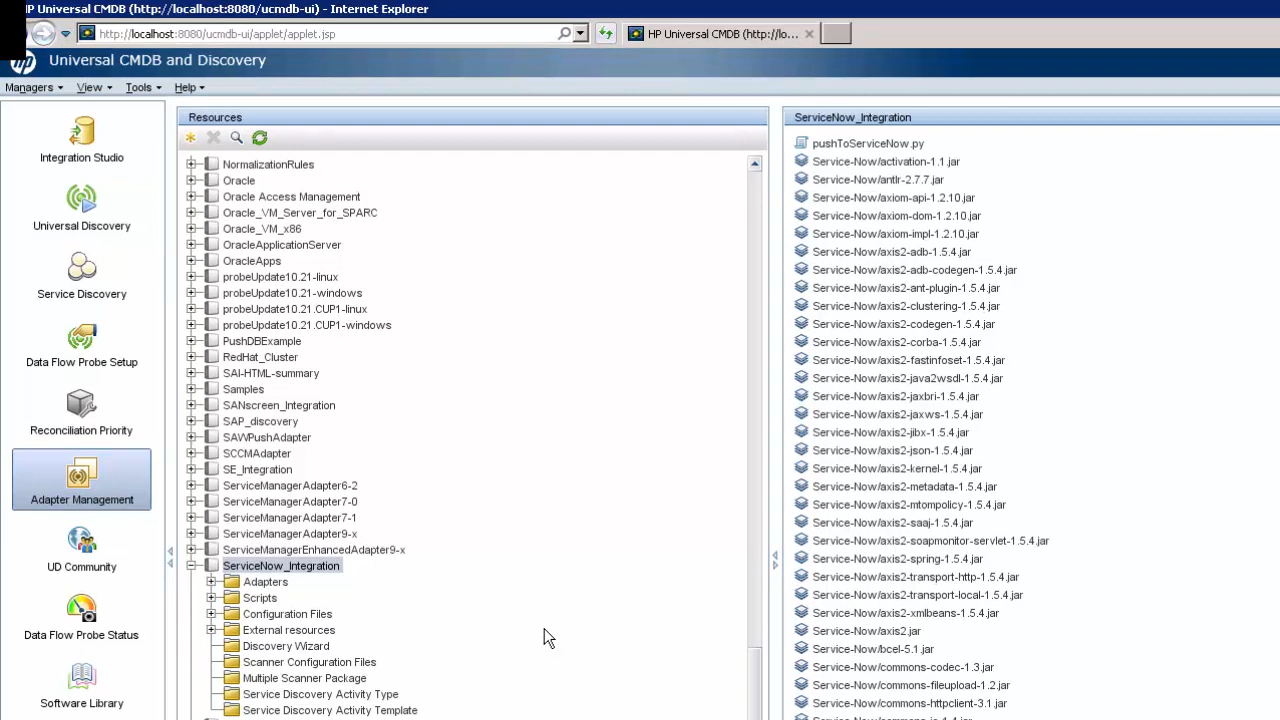 HP Universal CMDB (http://localhost:8080/ucmdb-ui) - Internet Explorer
http://localhost:8080/ucmdb-ui/applet/applet.jsp
HP Universal CMDB (http://lo...
hp
Universal CMDB and Discovery
Managers View Tools Help
Integration Studio
Universal Discovery
Service Discovery
Data Flow Probe Setup
Reconciliation Priority
Adapter Management
UD Community
Data Flow Probe Status
Software Library
Resources
NormalizationRules
Oracle
Oracle Access Management
Oracle_VM_Server_for_SPARC
Oracle_VM_x86
OracleApplicationServer
OracleApps
probeUpdate10.21-linux
probeUpdate10.21-windows
probeUpdate10.21.CUP1-linux
probeUpdate10.21.CUP1-windows
PushDBExample
RedHat_Cluster
SAI-HTML-summary
Samples
SANscreen_Integration
SAP_discovery
SAWPushAdapter
SCCMAdapter
SE_Integration
ServiceManagerAdapter6-2
ServiceManagerAdapter7-0
ServiceManagerAdapter7-1
ServiceManagerAdapter9-x
ServiceManagerEnhancedAdapter9-x
ServiceNow_Integration
Adapters
Scripts
Configuration Files
External resources
Discovery Wizard
Scanner Configuration Files
Multiple Scanner Package
Service Discovery Activity Type
Service Discovery Activity Template
ServiceNow_Integration
pushToServiceNow.py
Service-Now/activation-1.1.jar
Service-Now/antlr-2.7.7.jar
Service-Now/axiom-api-1.2.10.jar
Service-Now/axiom-dom-1.2.10.jar
Service-Now/axiom-impl-1.2.10.jar
Service-Now/axis2-adb-1.5.4.jar
Service-Now/axis2-adb-codegen-1.5.4.jar
Service-Now/axis2-ant-plugin-1.5.4.jar
Service-Now/axis2-clustering-1.5.4.jar
Service-Now/axis2-codegen-1.5.4.jar
Service-Now/axis2-corba-1.5.4.jar
Service-Now/axis2-fastinfoset-1.5.4.jar
Service-Now/axis2-java2wsdl-1.5.4.jar
Service-Now/axis2-jaxbri-1.5.4.jar
Service-Now/axis2-jaxws-1.5.4.jar
Service-Now/axis2-jibx-1.5.4.jar
Service-Now/axis2-json-1.5.4.jar
Service-Now/axis2-kernel-1.5.4.jar
Service-Now/axis2-metadata-1.5.4.jar
Service-Now/axis2-mtompolicy-1.5.4.jar
Service-Now/axis2-saaj-1.5.4.jar
Service-Now/axis2-soapmonitor-servlet-1.5.4.jar
Service-Now/axis2-spring-1.5.4.jar
Service-Now/axis2-transport-http-1.5.4.jar
Service-Now/axis2-transport-local-1.5.4.jar
Service-Now/axis2-xmlbeans-1.5.4.jar
Service-Now/axis2.jar
Service-Now/bcel-5.1.jar
Service-Now/commons-codec-1.3.jar
Service-Now/commons-fileupload-1.2.jar
Service-Now/commons-httpclient-3.1.jar